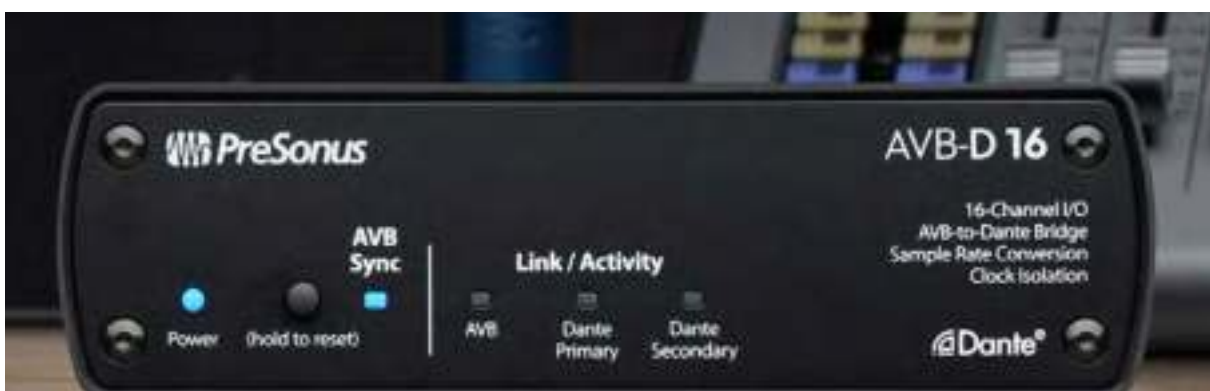 PreSonus
AVB-D 16
16-Channel I/O
AVB-to-Dante Bridge
Sample Rate Conversion
Clock Isolation
AVB
Sync
Link / Activity
Power
(hold to reset)
AVB
Dante
Primary
Dante
Secondary
Dante®